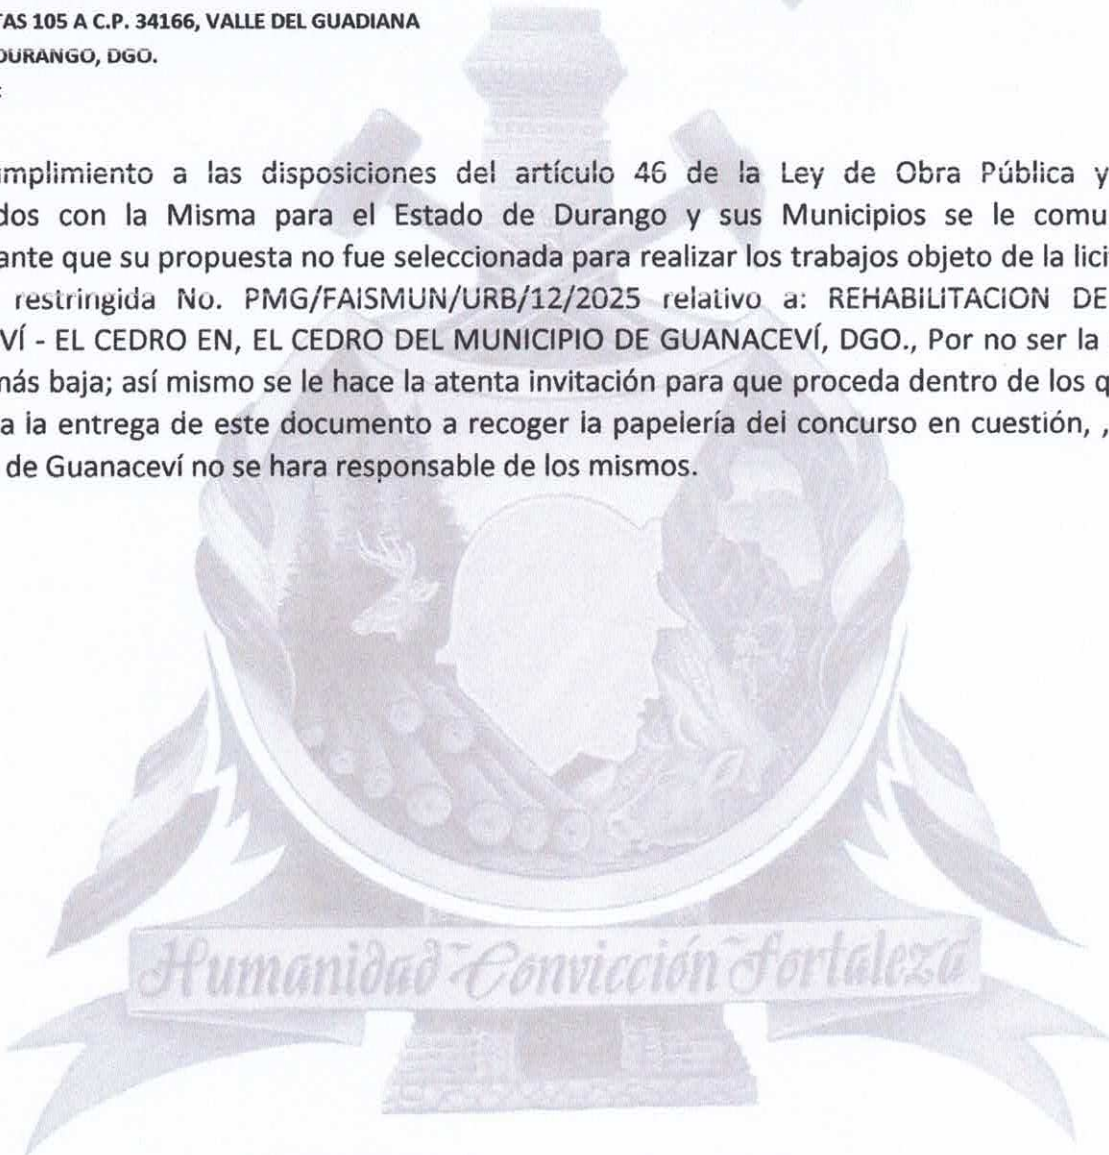 TAS 105 A C.P. 34166, VALLE DEL GUADIANA
DURANGO, DGO.
:
mplimiento a las disposiciones del artículo 46 de la Ley de Obra Pública y
dos con la Misma para el Estado de Durango y sus Municipios se le comu
ante que su propuesta no fue seleccionada para realizar los trabajos objeto de la lici
restringida No. PMG/FAISMUN/URB/12/2025 relativo a: REHABILITACION DE
VÍ - EL CEDRO EN, EL CEDRO DEL MUNICIPIO DE GUANACEVÍ, DGO., Por no ser la
más baja; así mismo se le hace la atenta invitación para que proceda dentro de los q
a la entrega de este documento a recoger la papelería del concurso en cuestión, ,
de Guanaceví no se hara responsable de los mismos.
Humanidad Convicción Fortaleza